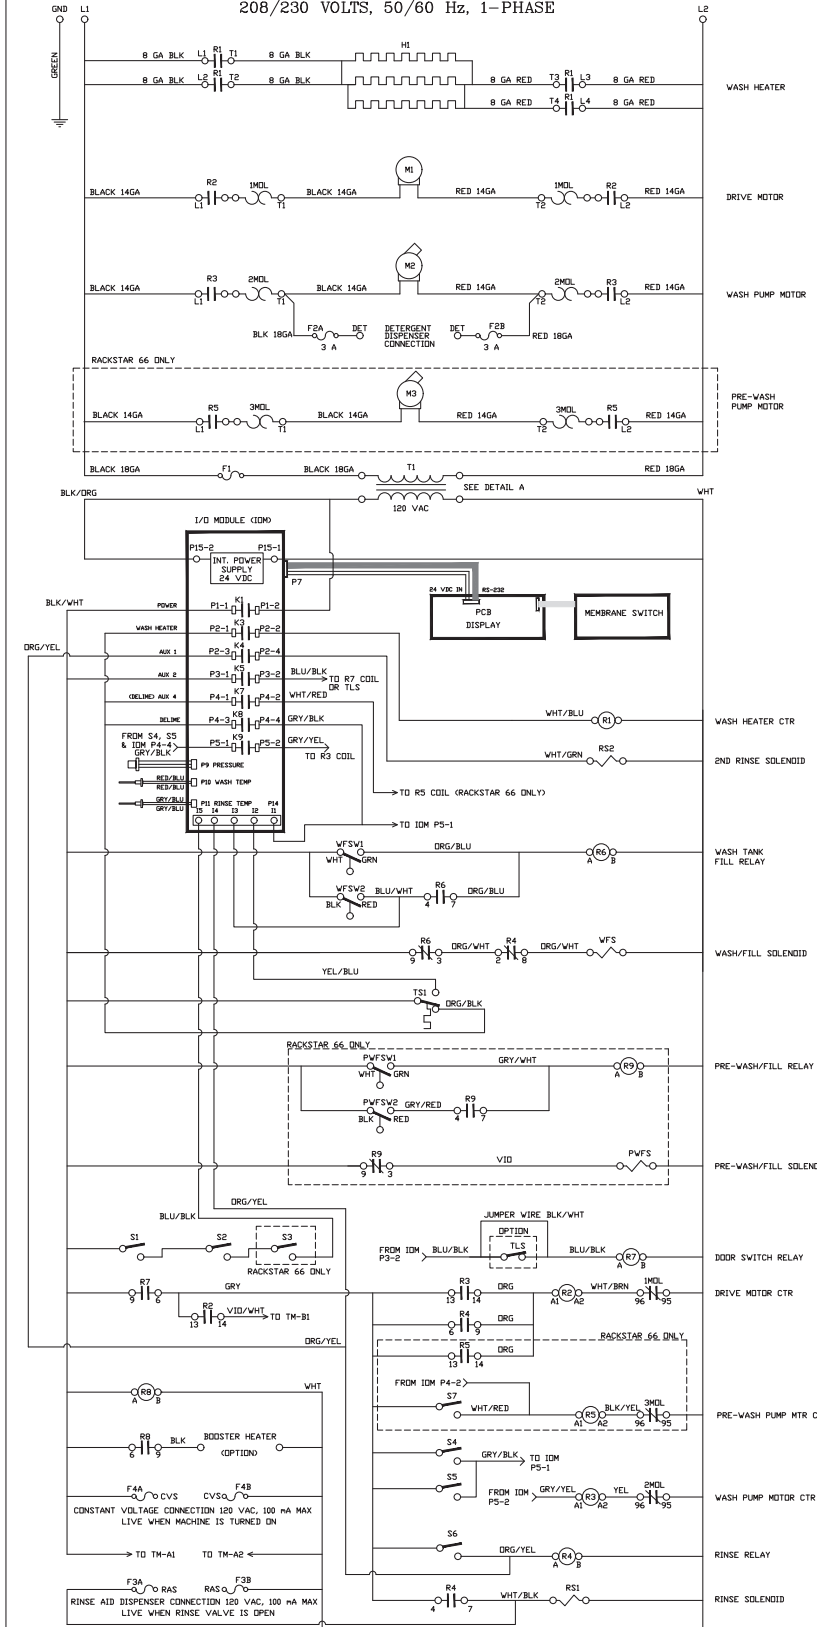 208/230 VOLTS, 50/60 Hz, 1-PHASE
GND L1 L2
GREEN
H1
8 GA BLK L1 R1 T1 8 GA BLK
8 GA BLK L2 R1 T2 8 GA BLK 8 GA RED T3 R1 L3 8 GA RED
8 GA RED T4 R1 L4 8 GA RED
WASH HEATER
M1
BLACK 14GA R2 L1 1MOL T1 BLACK 14GA RED 14GA T2 1MOL R2 L2 RED 14GA
DRIVE MOTOR
M2
BLACK 14GA R3 L1 2MOL T1 BLACK 14GA RED 14GA T2 2MOL R3 L2 RED 14GA
WASH PUMP MOTOR
BLK 18GA F2A 3 A DET DETERGENT DISPENSER CONNECTION DET F2B 3 A RED 18GA
RACKSTAR 66 ONLY
M3
BLACK 14GA R5 L1 3MOL T1 BLACK 14GA RED 14GA T2 3MOL R5 L2 RED 14GA
PRE-WASH
PUMP MOTOR
BLACK 18GA F1 BLACK 18GA T1 RED 18GA
SEE DETAIL A
BLK/ORG WHT
120 VAC
I/O MODULE (IOM)
P15-2 P15-1
INT. POWER
SUPPLY
24 VDC
P7
24 VDC IN RS-232
PCB
DISPLAY
MEMBRANE SWITCH
BLK/WHT
POWER P1-1 K1 P1-2
WASH HEATER P2-1 K3 P2-2
ORG/YEL
AUX 1 P2-3 K4 P2-4
AUX 2 P3-1 K5 P3-2 BLU/BLK TO R7 COIL
OR TLS
(DELIME) AUX 4 P4-1 K7 P4-2 WHT/RED
DELIME P4-3 K8 P4-4 GRY/BLK
FROM S4, S5
& IOM P4-4
GRY/BLK
P5-1 K9 P5-2 GRY/YEL
TO R3 COIL
WHT/BLU R1 WASH HEATER CTR
WHT/GRN RS2 2ND RINSE SOLENOID
P9 PRESSURE
RED/BLU
RED/BLU
P10 WASH TEMP
GRY/BLU
GRY/BLU
P11 RINSE TEMP P14
I5 I4 I3 I2 I1
TO R5 COIL (RACKSTAR 66 ONLY)
TO IOM P5-1
WFSW1
WHT GRN
ORG/BLU
A R6 B
WASH TANK
FILL RELAY
WFSW2
BLK RED
BLU/WHT R6 4 7 ORG/BLU
R6 9 3 ORG/WHT R4 2 8 ORG/WHT WFS WASH/FILL SOLENOID
YEL/BLU
TS1
ORG/BLK
RACKSTAR 66 ONLY
PWFSW1
WHT GRN
GRY/WHT
A R9 B
PRE-WASH/FILL RELAY
PWFSW2
BLK RED
GRY/RED R9 4 7
R9 9 3 VIO PWFS PRE-WASH/FILL SOLENO
ORG/YEL
BLU/BLK
S1 S2 S3
RACKSTAR 66 ONLY
JUMPER WIRE BLK/WHT
OPTION
TLS
FROM IOM
P3-2
BLU/BLK BLU/BLK A R7 B
DOOR SWITCH RELAY
R7 9 6 GRY R3 13 14 ORG R2 A1 A2 WHT/BRN 1MOL 96 95
DRIVE MOTOR CTR
R2 13 14 VIO/WHT TO TM-B1
R4 6 9 ORG
ORG/YEL
RACKSTAR 66 ONLY
R5 13 14 ORG
FROM IOM P4-2
S7 WHT/RED R5 A1 A2 BLK/YEL 3MOL 96 95
PRE-WASH PUMP MTR C
A R8 B WHT
R8 6 9 BLK BOOSTER HEATER
(OPTION)
S4 GRY/BLK TO IOM
P5-1
S5
FROM IOM
P5-2
GRY/YEL R3 A1 A2 YEL 2MOL 96 95
WASH PUMP MOTOR CTR
F4A CVS CVS F4B
CONSTANT VOLTAGE CONNECTION 120 VAC, 100 mA MAX
LIVE WHEN MACHINE IS TURNED ON
S6 ORG/YEL A R4 B RINSE RELAY
TO TM-A1 TO TM-A2
F3A RAS RAS F3B
RINSE AID DISPENSER CONNECTION 120 VAC, 100 mA MAX
LIVE WHEN RINSE VALVE IS OPEN
R4 4 7 WHT/BLK RS1 RINSE SOLENOID